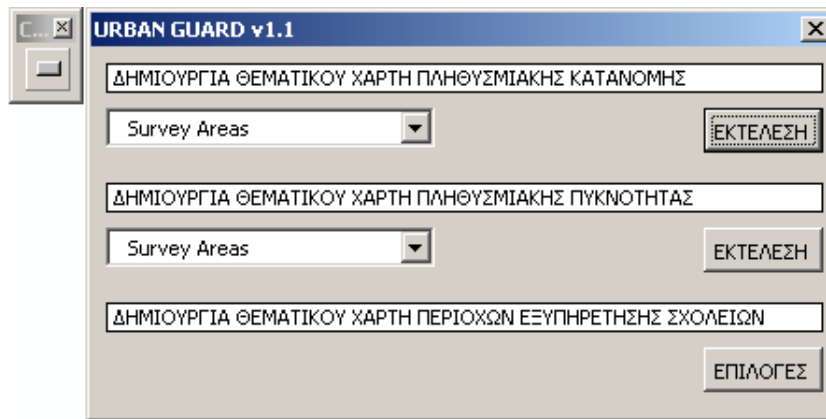 C...
URBAN GUARD v1.1
ΔΗΜΙΟΥΡΓΙΑ ΘΕΜΑΤΙΚΟΥ ΧΑΡΤΗ ΠΛΗΘΥΣΜΙΑΚΗΣ ΚΑΤΑΝΟΜΗΣ
Survey Areas
ΕΚΤΕΛΕΣΗ
ΔΗΜΙΟΥΡΓΙΑ ΘΕΜΑΤΙΚΟΥ ΧΑΡΤΗ ΠΛΗΘΥΣΜΙΑΚΗΣ ΠΥΚΝΟΤΗΤΑΣ
Survey Areas
ΕΚΤΕΛΕΣΗ
ΔΗΜΙΟΥΡΓΙΑ ΘΕΜΑΤΙΚΟΥ ΧΑΡΤΗ ΠΕΡΙΟΧΩΝ ΕΞΥΠΗΡΕΤΗΣΗΣ ΣΧΟΛΕΙΩΝ
ΕΠΙΛΟΓΕΣ